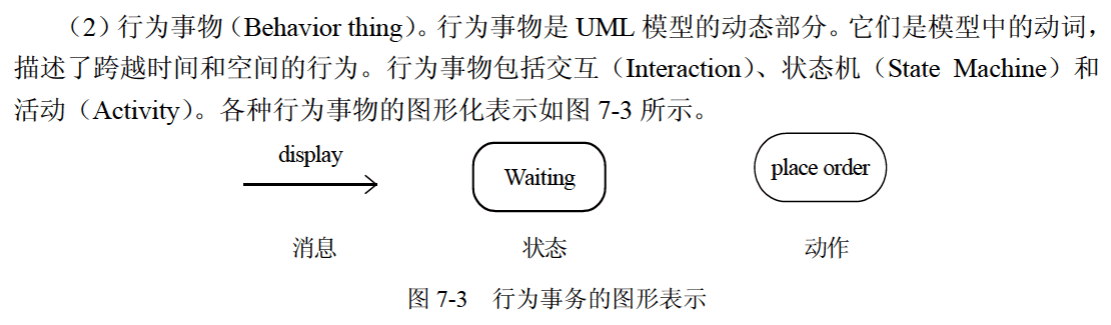 （2）行为事物（Behavior thing）。行为事物是 UML 模型的动态部分。它们是模型中的动词，
描述了跨越时间和空间的行为。行为事物包括交互（Interaction）、状态机（State Machine）和
活动（Activity）。各种行为事物的图形化表示如图 7-3 所示。
display
Waiting
place order
消息
状态
动作
图 7-3 行为事务的图形表示